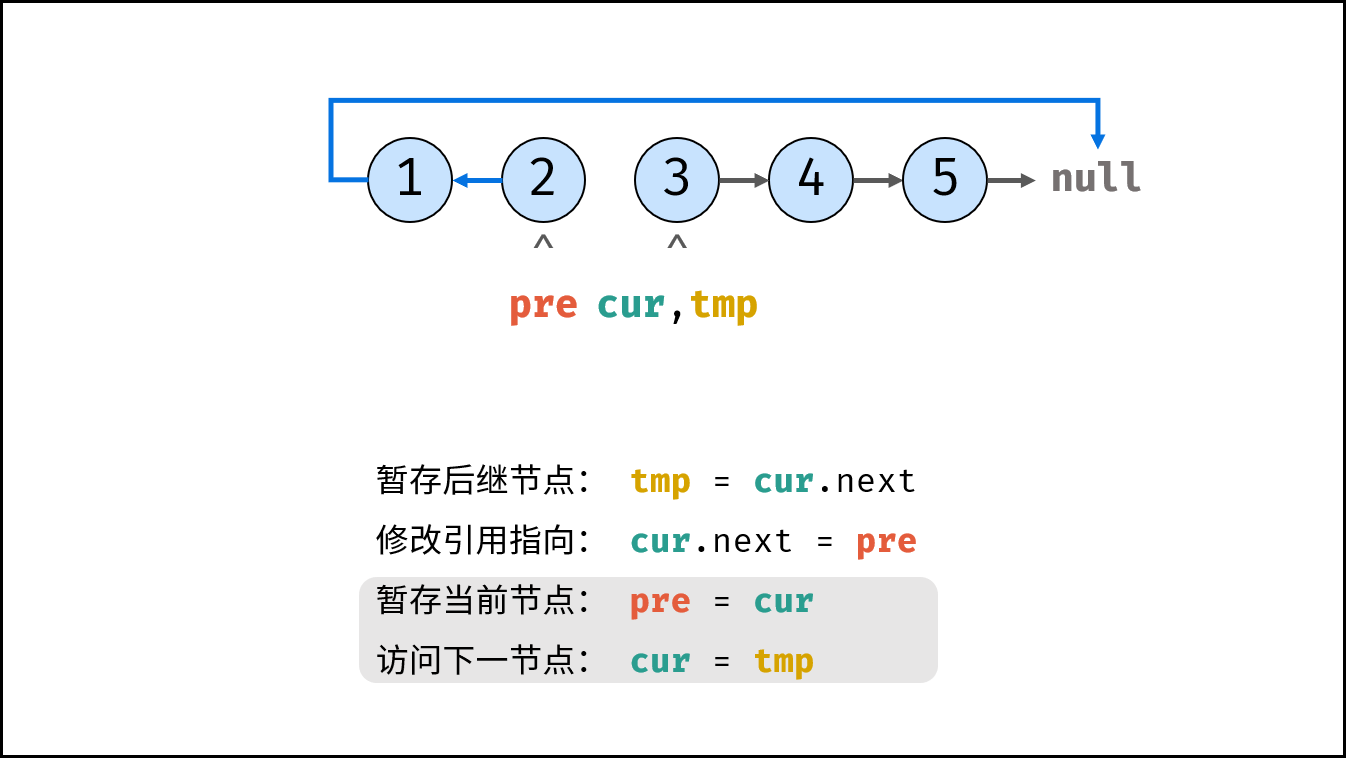 1 2 3 4 5 null
^ ^
pre cur,tmp
暂存后继节点： tmp = cur.next
修改引用指向： cur.next = pre
暂存当前节点： pre = cur
访问下一节点： cur = tmp